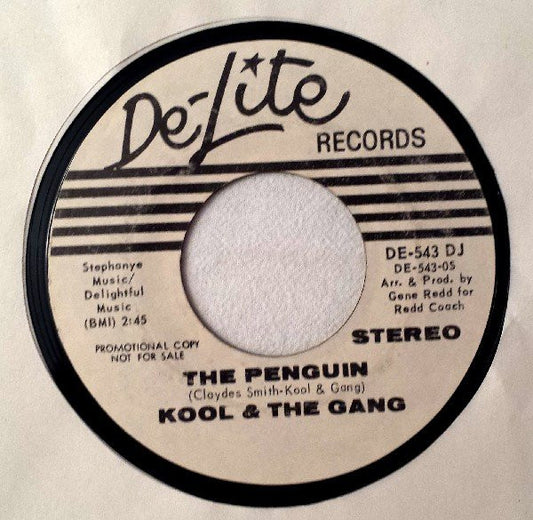 De-Lite
RECORDS
Stephanye
Music/
Delightful
Music
(BMI) 2:45
PROMOTIONAL COPY
NOT FOR SALE
DE-543 DJ
DE-543-05
Arr. & Prod. by
Gene Redd for
Redd Coach
STEREO
THE PENGUIN
(Claydes Smith-Kool & Gang)
KOOL & THE GANG